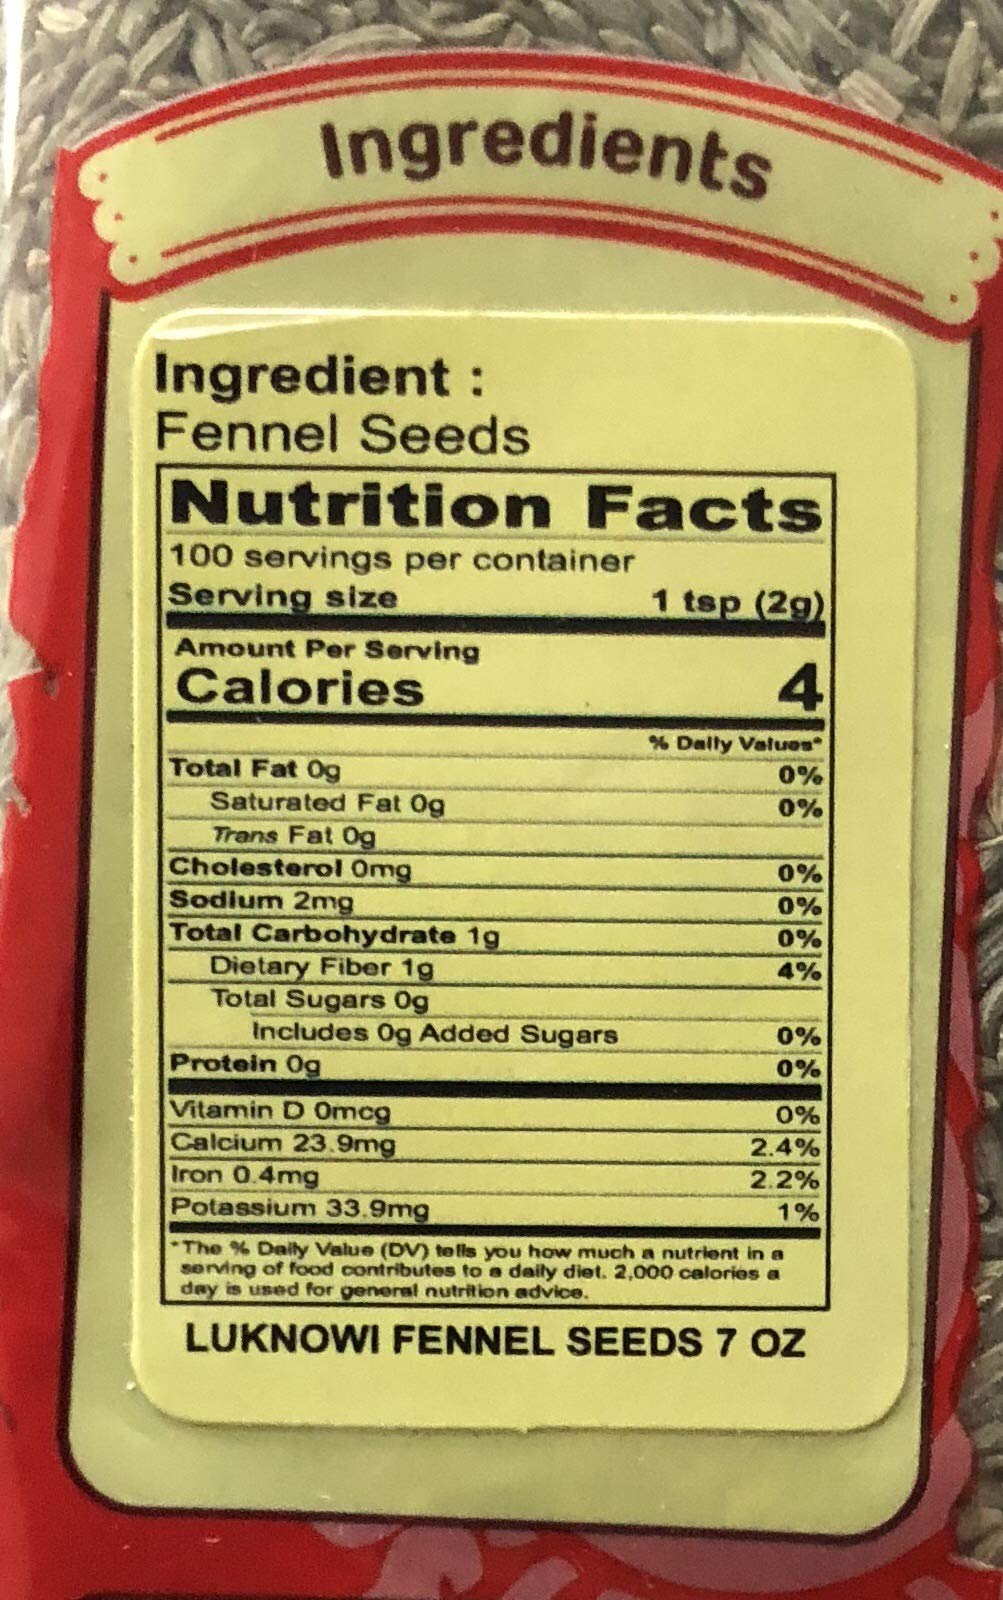 Ingredients
Ingredient :
Fennel Seeds
Nutrition Facts
100 servings per container
Serving size 1 tsp (2g)
Amount Per Serving
Calories 4
% Daily Values*
Total Fat 0g 0%
Saturated Fat 0g 0%
Trans Fat 0g
Cholesterol 0mg 0%
Sodium 2mg 0%
Total Carbohydrate 1g 0%
Dietary Fiber 1g 4%
Total Sugars 0g
Includes 0g Added Sugars 0%
Protein 0g 0%
Vitamin D 0mcg 0%
Calcium 23.9mg 2.4%
Iron 0.4mg 2.2%
Potassium 33.9mg 1%
*The % Daily Value (DV) tells you how much a nutrient in a
serving of food contributes to a daily diet. 2,000 calories a
day is used for general nutrition advice.
LUKNOWI FENNEL SEEDS 7 OZ